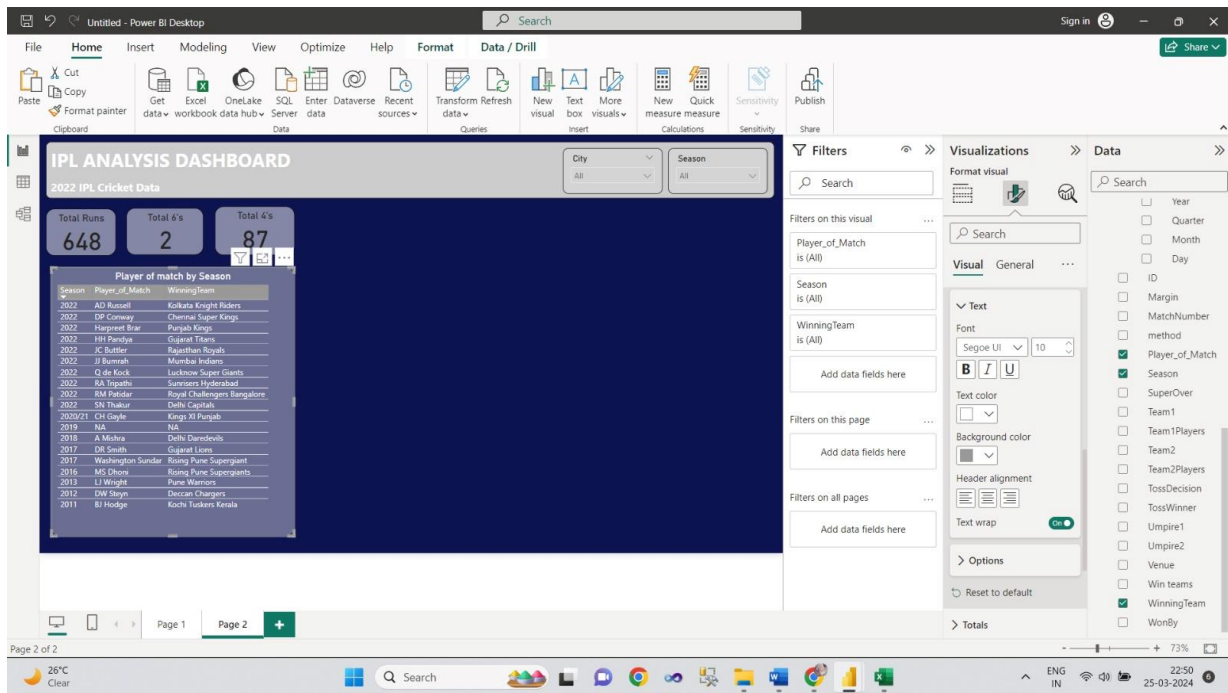 Untitled - Power BI Desktop
Search
Sign in
File Home Insert Modeling View Optimize Help Format Data / Drill
Share
Paste
Cut
Copy
Format painter
Clipboard
Get data
Excel workbook
OneLake data hub
SQL Server
Enter data
Dataverse
Recent sources
Data
Transform data
Refresh
Queries
New visual
Text box
More visuals
Insert
New measure
Quick measure
Calculations
Sensitivity
Sensitivity
Publish
Share
IPL ANALYSIS DASHBOARD
2022 IPL Cricket Data
City
All
Season
All
Total Runs
648
Total 6's
2
Total 4's
87
Player of match by Season
Season Player_of_Match WinningTeam
2022 AD Russell Kolkata Knight Riders
2022 DP Conway Chennai Super Kings
2022 Harpreet Brar Punjab Kings
2022 HH Pandya Gujarat Titans
2022 JC Buttler Rajasthan Royals
2022 JJ Bumrah Mumbai Indians
2022 Q de Kock Lucknow Super Giants
2022 RA Tripathi Sunrisers Hyderabad
2022 RM Patidar Royal Challengers Bangalore
2022 SN Thakur Delhi Capitals
2020/21 CH Gayle Kings XI Punjab
2019 NA NA
2018 A Mishra Delhi Daredevils
2017 DR Smith Gujarat Lions
2017 Washington Sundar Rising Pune Supergiant
2016 MS Dhoni Rising Pune Supergiants
2013 LJ Wright Pune Warriors
2012 DW Steyn Deccan Chargers
2011 BJ Hodge Kochi Tuskers Kerala
Filters
Search
Filters on this visual
Player_of_Match
is (All)
Season
is (All)
WinningTeam
is (All)
Add data fields here
Filters on this page
Add data fields here
Filters on all pages
Add data fields here
Visualizations
Format visual
Search
Visual General
Text
Font
Segoe UI 10
B I U
Text color
Background color
Header alignment
Text wrap On
Options
Reset to default
Totals
Data
Search
Year
Quarter
Month
Day
ID
Margin
MatchNumber
method
Player_of_Match
Season
SuperOver
Team1
Team1Players
Team2
Team2Players
TossDecision
TossWinner
Umpire1
Umpire2
Venue
Win teams
WinningTeam
WonBy
Page 1 Page 2
Page 2 of 2
73%
26°C
Clear
Search
ENG
IN
22:50
25-03-2024
6